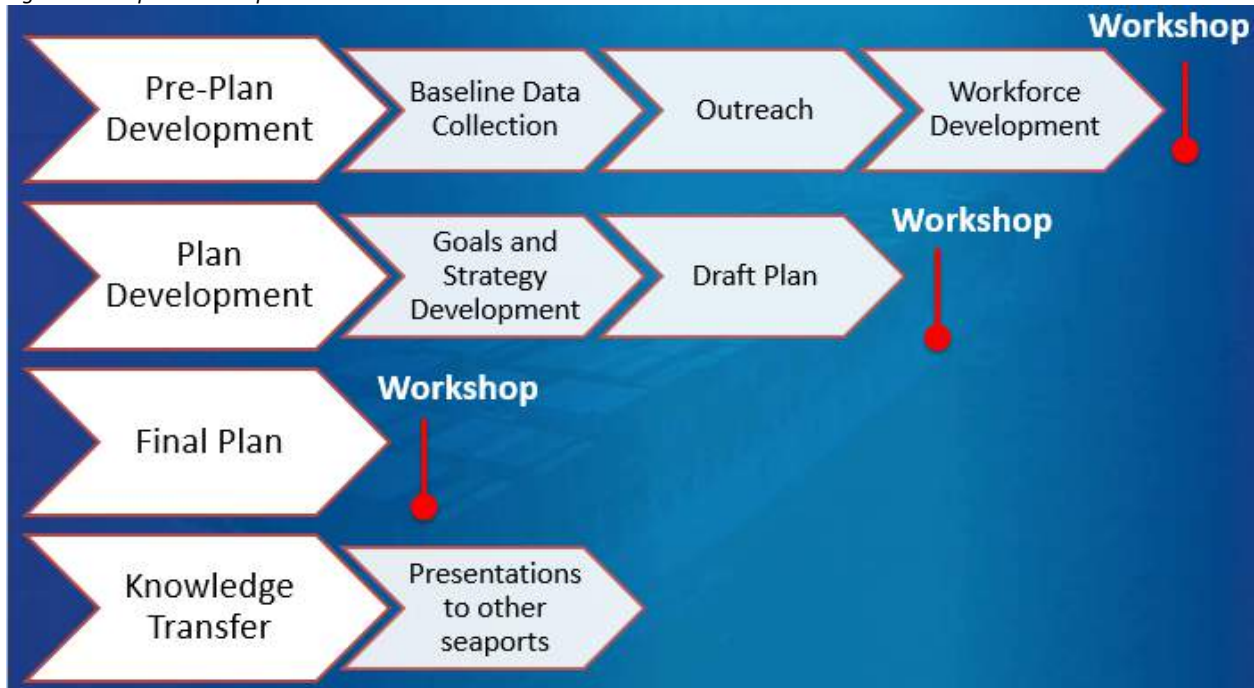 Workshop
Pre-Plan
Development
Baseline Data
Collection
Outreach
Workforce
Development
Workshop
Plan
Development
Goals and
Strategy
Development
Draft Plan
Workshop
Final Plan
Knowledge
Transfer
Presentations
to other
seaports